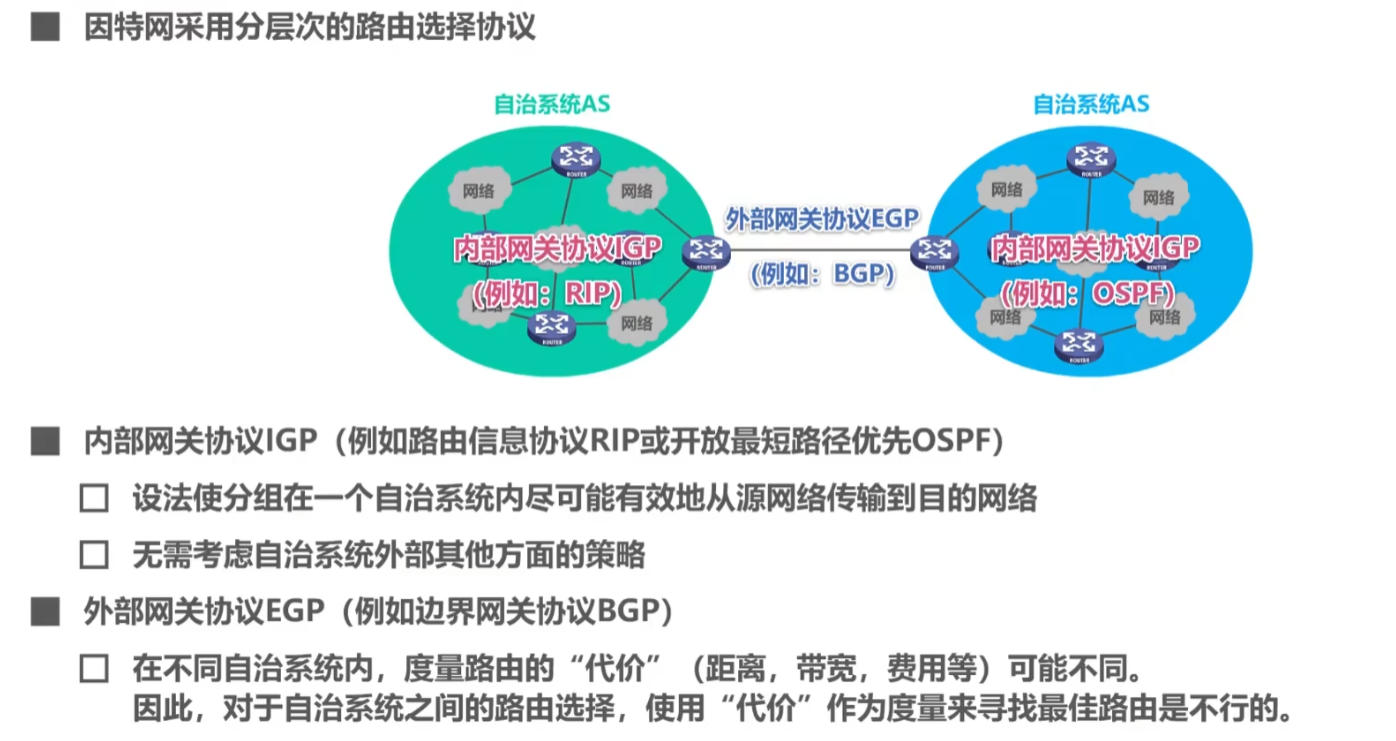 因特网采用分层次的路由选择协议
自治系统AS
自治系统AS
ROUTER
ROUTER
网络
网络
网络
网络
外部网关协议EGP
内部网关协议IGP
内部网关协议IGP
ROUTER
ROUTER
ROUTER
ROUTER
(例如：BGP)
(例如：RIP)
(例如：OSPF)
网络
网络
网络
ROUTER
ROUTER
内部网关协议IGP（例如路由信息协议RIP或开放最短路径优先OSPF）
设法使分组在一个自治系统内尽可能有效地从源网络传输到目的网络
无需考虑自治系统外部其他方面的策略
外部网关协议EGP（例如边界网关协议BGP）
在不同自治系统内，度量路由的“代价”（距离，带宽，费用等）可能不同。
因此，对于自治系统之间的路由选择，使用“代价”作为度量来寻找最佳路由是不行的。